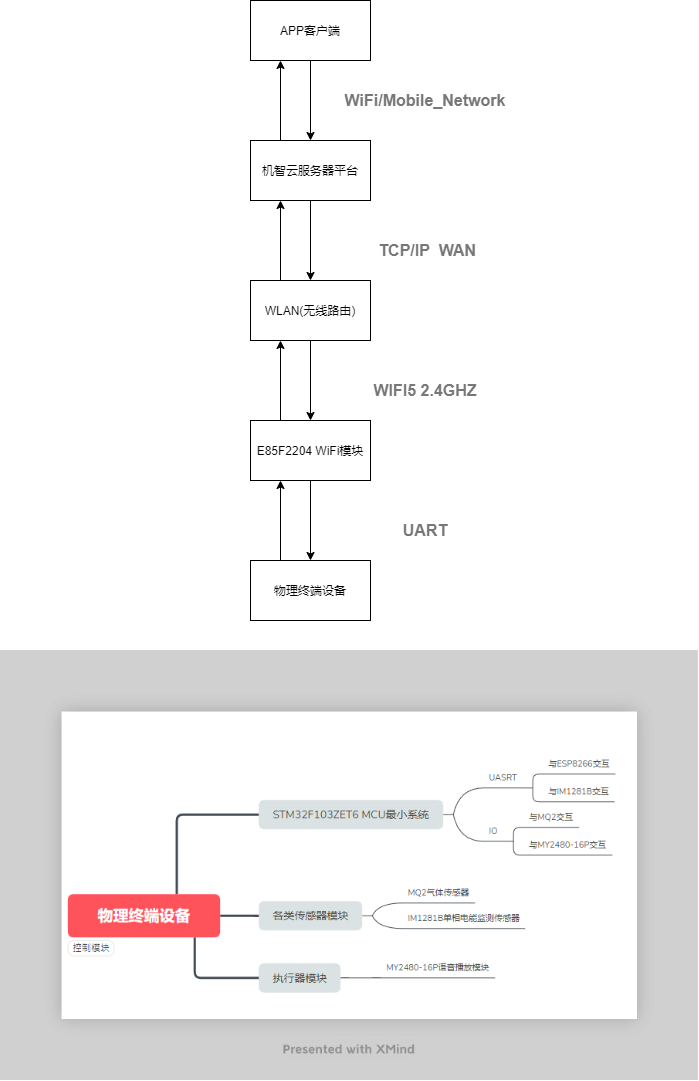 APP客户端
WiFi/Mobile_Network
机智云服务器平台
TCP/IP  WAN
WLAN(无线路由)
WIFI5 2.4GHZ
E85F2204 WiFi模块
UART
物理终端设备
STM32F103ZET6 MCU最小系统
UASRT
与ESP8266交互
与IM1281B交互
IO
与MQ2交互
与MY2480-16P交互
物理终端设备
控制模块
各类传感器模块
MQ2气体传感器
IM1281B单相电能监测传感器
执行器模块
MY2480-16P语音播放模块
Presented with XMind